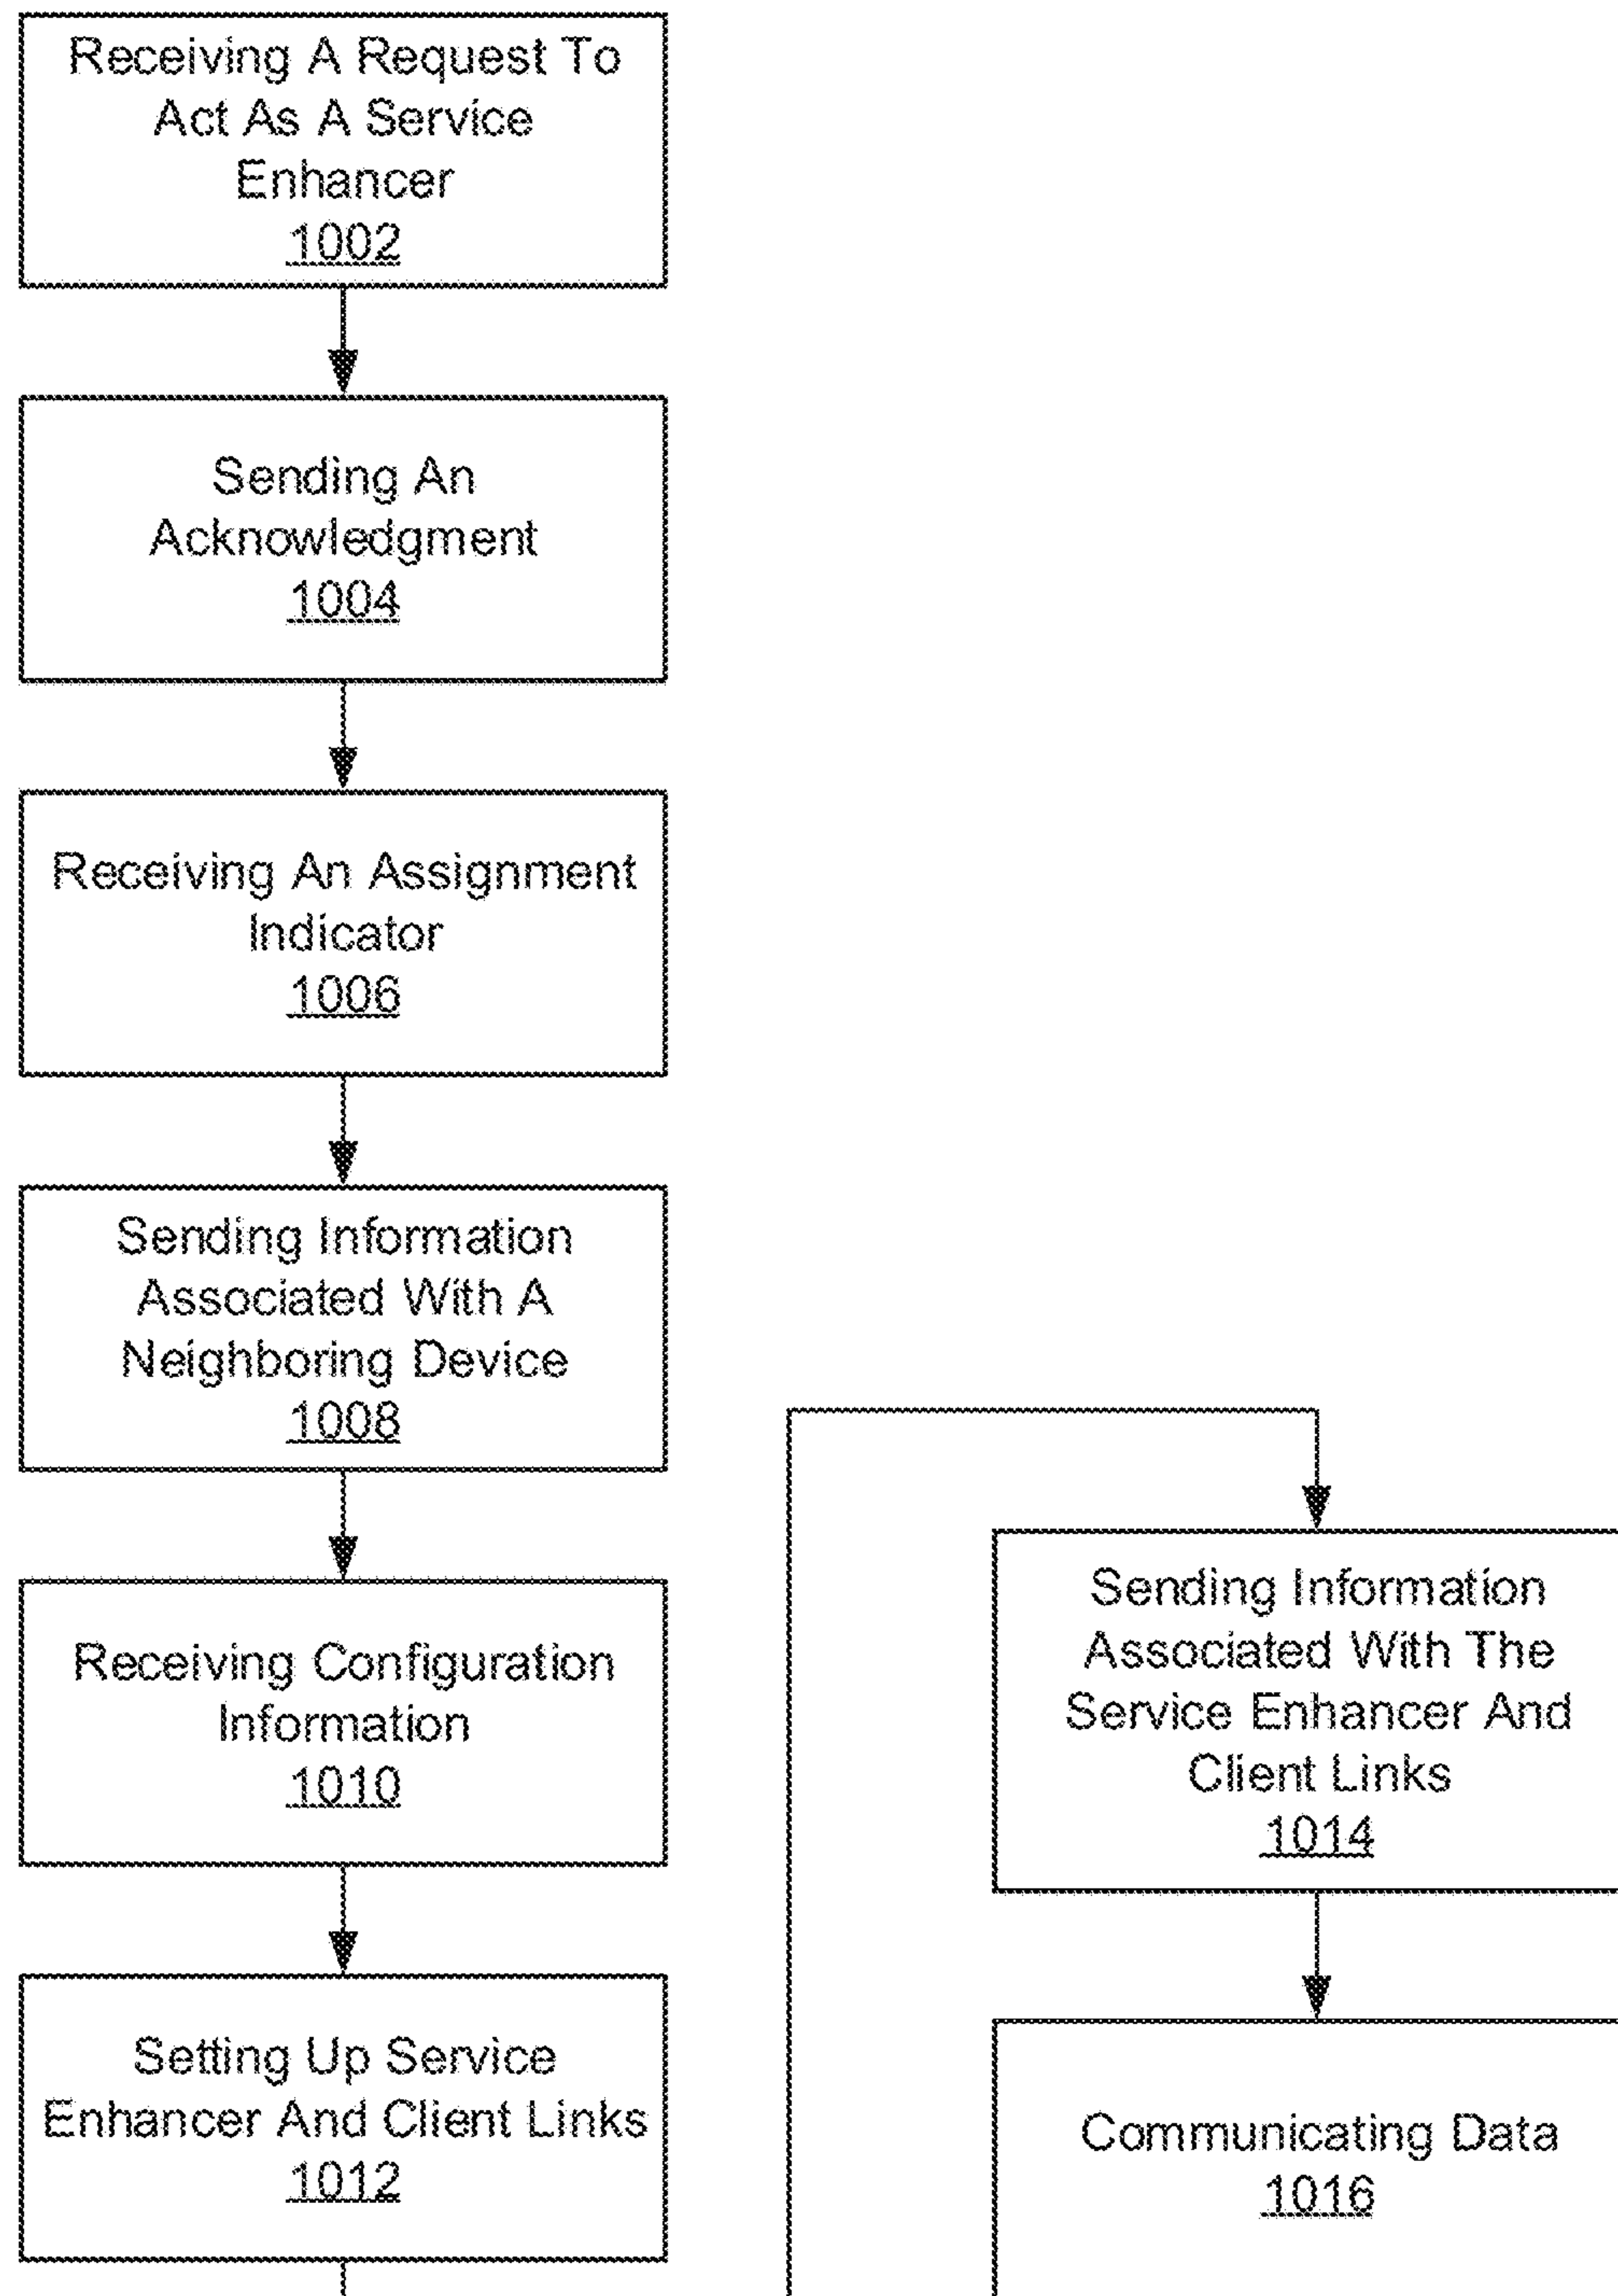 Receiving A Request To
Act As A Service
Enhancer
1002
Sending An
Acknowledgment
1004
Receiving An Assignment
Indicator
1006
Sending Information
Associated With A
Neighboring Device
1008
Receiving Configuration
Information
1010
Setting Up Service
Enhancer And Client Links
1012
Sending Information
Associated With The
Service Enhancer And
Client Links
1014
Communicating Data
1016